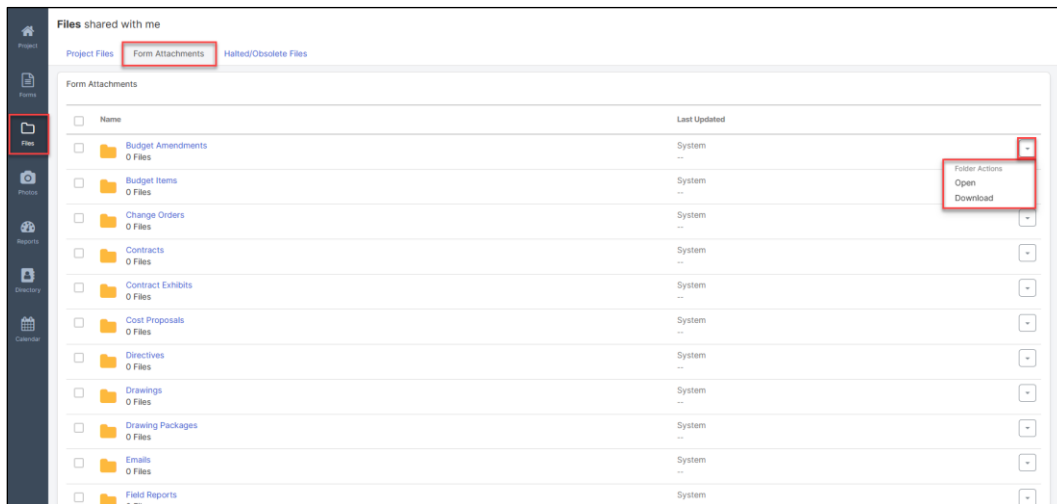 Files shared with me
Project
Project Files Form Attachments Halted/Obsolete Files
Forms
Form Attachments
Name Last Updated
Files
Budget Amendments System
0 Files --
Folder Actions
Budget Items System
Open
0 Files --
Photos
Download
Change Orders System
0 Files --
Reports
Contracts System
0 Files --
Contract Exhibits System
0 Files --
Directory
Cost Proposals System
0 Files --
Calendar
Directives System
0 Files --
Drawings System
0 Files --
Drawing Packages System
0 Files --
Emails System
0 Files --
Field Reports System